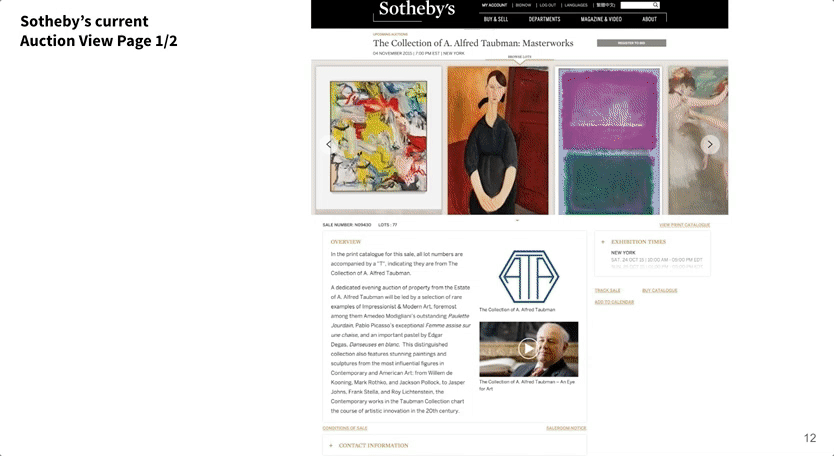 Sotheby's current
Auction View Page 1/2
Sotheby's
MY ACCOUNT | BIDNOW | LOG OUT | LANGUAGES | 繁體中文
BUY & SELL DEPARTMENTS MAGAZINE & VIDEO ABOUT
UPCOMING AUCTIONS
The Collection of A. Alfred Taubman: Masterworks
REGISTER TO BID
04 NOVEMBER 2015 | 7:00 PM EST | NEW YORK
BROWSE LOTS
SALE NUMBER: N09430 LOTS: 77
VIEW PRINT CATALOGUE
OVERVIEW
In the print catalogue for this sale, all lot numbers are
accompanied by a "T", indicating they are from The
Collection of A. Alfred Taubman.
A dedicated evening auction of property from the Estate
of A. Alfred Taubman will be led by a selection of rare
examples of Impressionist & Modern Art, foremost
among them Amedeo Modigliani's outstanding Paulette
Jourdain, Pablo Picasso's exceptional Femme assise sur
une chaise, and an important pastel by Edgar
Degas, Danseuses en blanc. This distinguished
collection also features stunning paintings and
sculptures from the most influential figures in
Contemporary and American Art: from Willem de
Kooning, Mark Rothko, and Jackson Pollock, to Jasper
Johns, Frank Stella, and Roy Lichtenstein, the
Contemporary works in the Taubman Collection chart
the course of artistic innovation in the 20th century.
ATA
The Collection of A. Alfred Taubman
The Collection of A. Alfred Taubman – An Eye
for Art
+ EXHIBITION TIMES
NEW YORK
SAT, 24 OCT 15 | 10:00 AM - 05:00 PM EDT
TRACK SALE BUY CATALOGUE
ADD TO CALENDAR
CONDITIONS OF SALE SALEROOM NOTICE
+ CONTACT INFORMATION
12